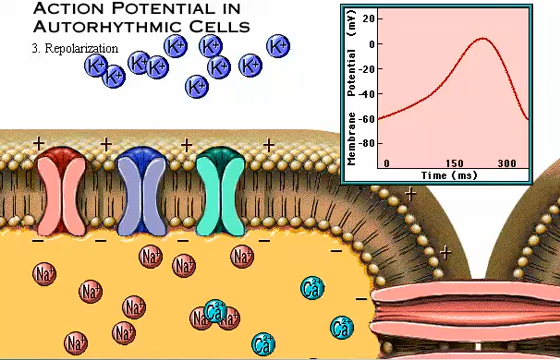 ACTION POTENTIAL IN
AUTORHYTHMIC CELLS
3. Repolarization
K+ K+ K+ K+ K+ K+ K+ K+ K+ K+
Membrane Potential (mV)
20
0
-20
-40
-60
-80
0 150 300
Time (ms)
+ + + + + +
- - - - - -
Na+ Na+ Na+ Na+ Na+ Na+ Na+ Na+ Na+ Na+
Ca2+ Ca2+ Ca2+ Ca2+